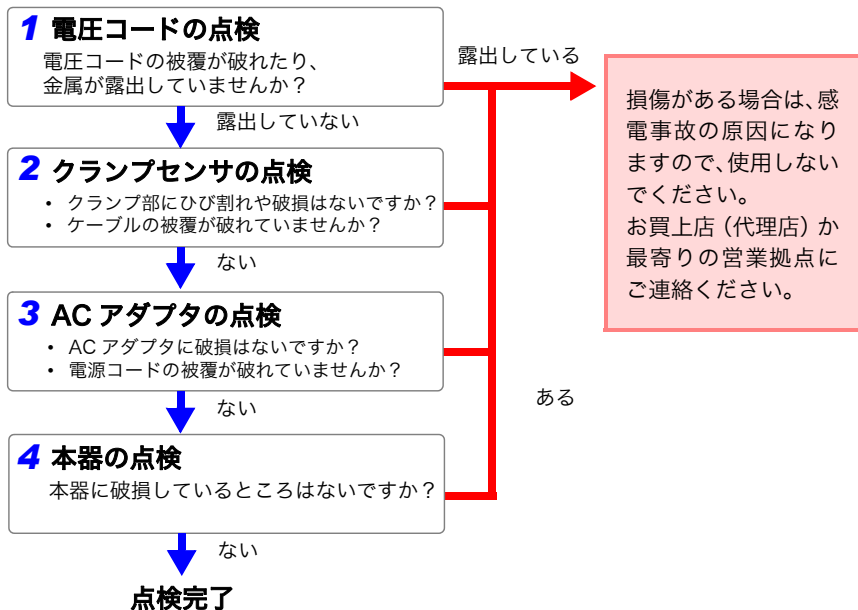 1 電圧コードの点検
電圧コードの被覆が破れたり、
金属が露出していませんか？
露出している
露出していない
損傷がある場合は、感
電事故の原因になり
ますので、使用しない
でください。
お買上店（代理店）か
最寄りの営業拠点に
ご連絡ください。
2 クランプセンサの点検
• クランプ部にひび割れや破損はないですか？
• ケーブルの被覆が破れていませんか？
ない
3 AC アダプタの点検
• AC アダプタに破損はないですか？
• 電源コードの被覆が破れていませんか？
ない
ある
4 本器の点検
本器に破損しているところはないですか？
ない
点検完了